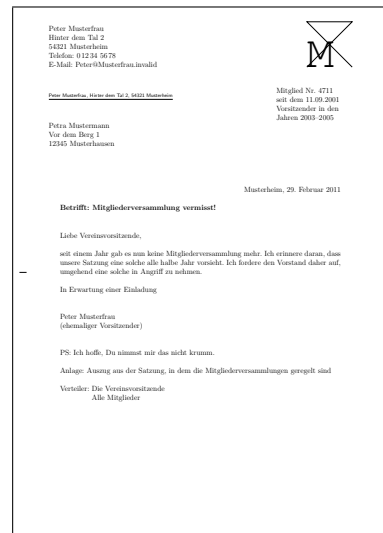 Peter Musterfrau
Hinter dem Tal 2
54321 Musterheim
Telefon: 0 12 34 56 78
E-Mail: Peter@Musterfrau.invalid
M
Peter Musterfrau, Hinter dem Tal 2, 54321 Musterheim
Mitglied Nr. 4711
seit dem 11.09.2001
Vorsitzender in den
Jahren 2003–2005
Petra Mustermann
Vor dem Berg 1
12345 Musterhausen
Musterheim, 29. Februar 2011
Betrifft: Mitgliederversammlung vermisst!
Liebe Vereinsvorsitzende,
seit einem Jahr gab es nun keine Mitgliederversammlung mehr. Ich erinnere daran, dass
unsere Satzung eine solche alle halbe Jahr vorsieht. Ich fordere den Vorstand daher auf,
umgehend eine solche in Angriff zu nehmen.
In Erwartung einer Einladung
Peter Musterfrau
(ehemaliger Vorsitzender)
PS: Ich hoffe, Du nimmst mir das nicht krumm.
Anlage: Auszug aus der Satzung, in dem die Mitgliederversammlungen geregelt sind
Verteiler: Die Vereinsvorsitzende
Alle Mitglieder